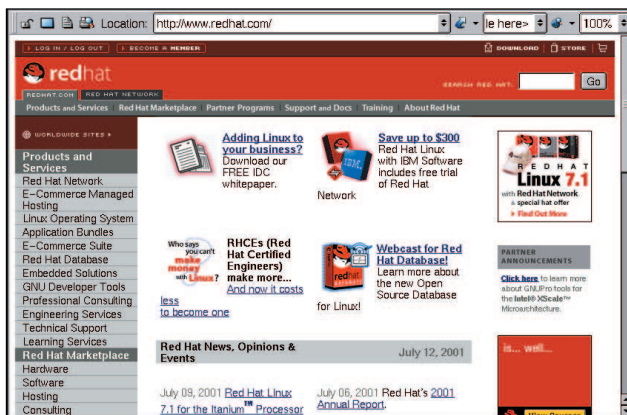 Location: http://www.redhat.com/
le here>
100%
LOG IN / LOG OUT
BECOME A MEMBER
DOWNLOAD
STORE
redhat
SEARCH RED HAT:
Go
REDHAT.COM
RED HAT NETWORK
Products and Services
Red Hat Marketplace
Partner Programs
Support and Docs
Training
About Red Hat
WORLDWIDE SITES
Products and
Services
Red Hat Network
E-Commerce Managed
Hosting
Linux Operating System
Application Bundles
E-Commerce Suite
Red Hat Database
Embedded Solutions
GNU Developer Tools
Professional Consulting
Engineering Services
Technical Support
Learning Services
Red Hat Marketplace
Hardware
Software
Hosting
Consulting
Adding Linux to
your business?
Download our
FREE IDC
whitepaper.
IBM.
Save up to $300
Red Hat Linux
with IBM Software
includes free trial
of Red Hat
Network
Who says
you can't
make
money
with Linux?
RHCEs (Red
Hat Certified
Engineers)
make more...
And now it costs
less
to become one
redhat
Webcast for Red
Hat Database!
Learn more about
the new Open
Source Database
for Linux!
Red Hat News, Opinions &
Events
July 12, 2001
July 09, 2001 Red Hat Linux
7.1 for the Itanium™ Processor
July 06, 2001 Red Hat's 2001
Annual Report.
RED HAT
Linux 7.1
with Red Hat Network
& special hat offer
Find Out More
PARTNER
ANNOUNCEMENTS
Click here to learn more
about GNUPro tools for
the Intel® XScale™
Microarchitecture.
is... well...